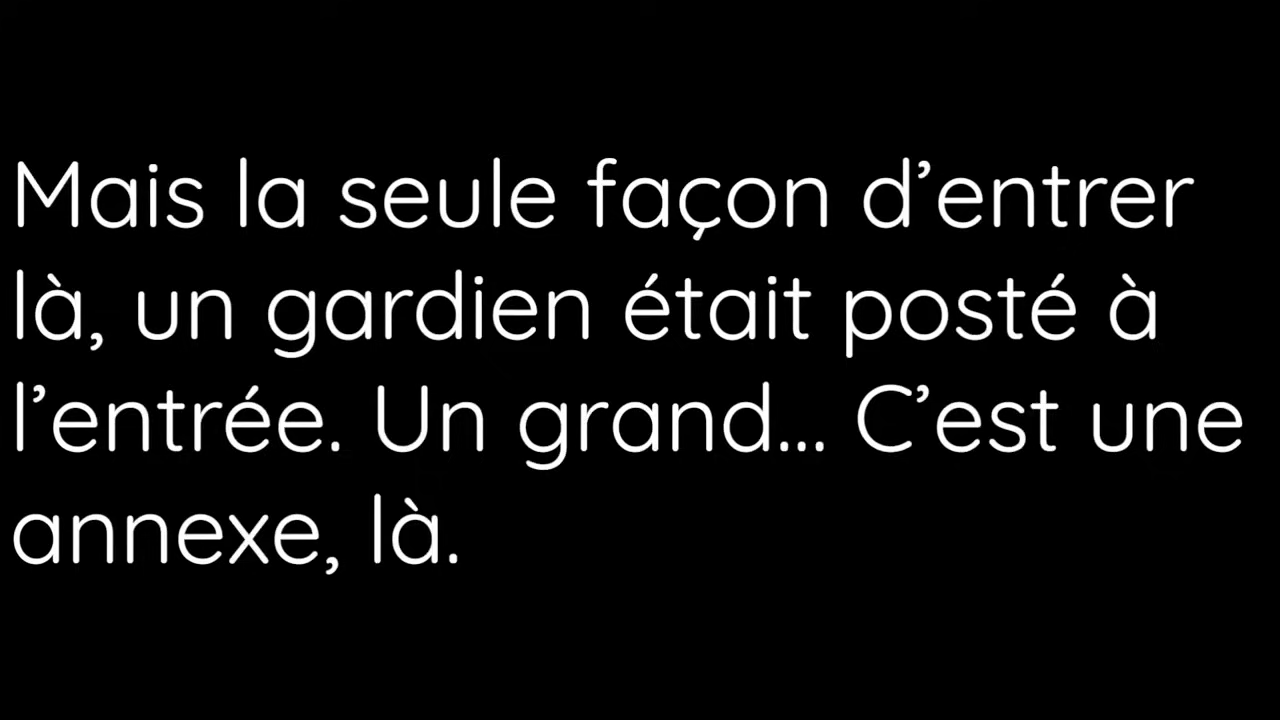 Mais la seule façon d’entrer
là, un gardien était posté à
l’entrée. Un grand... C’est une
annexe, là.